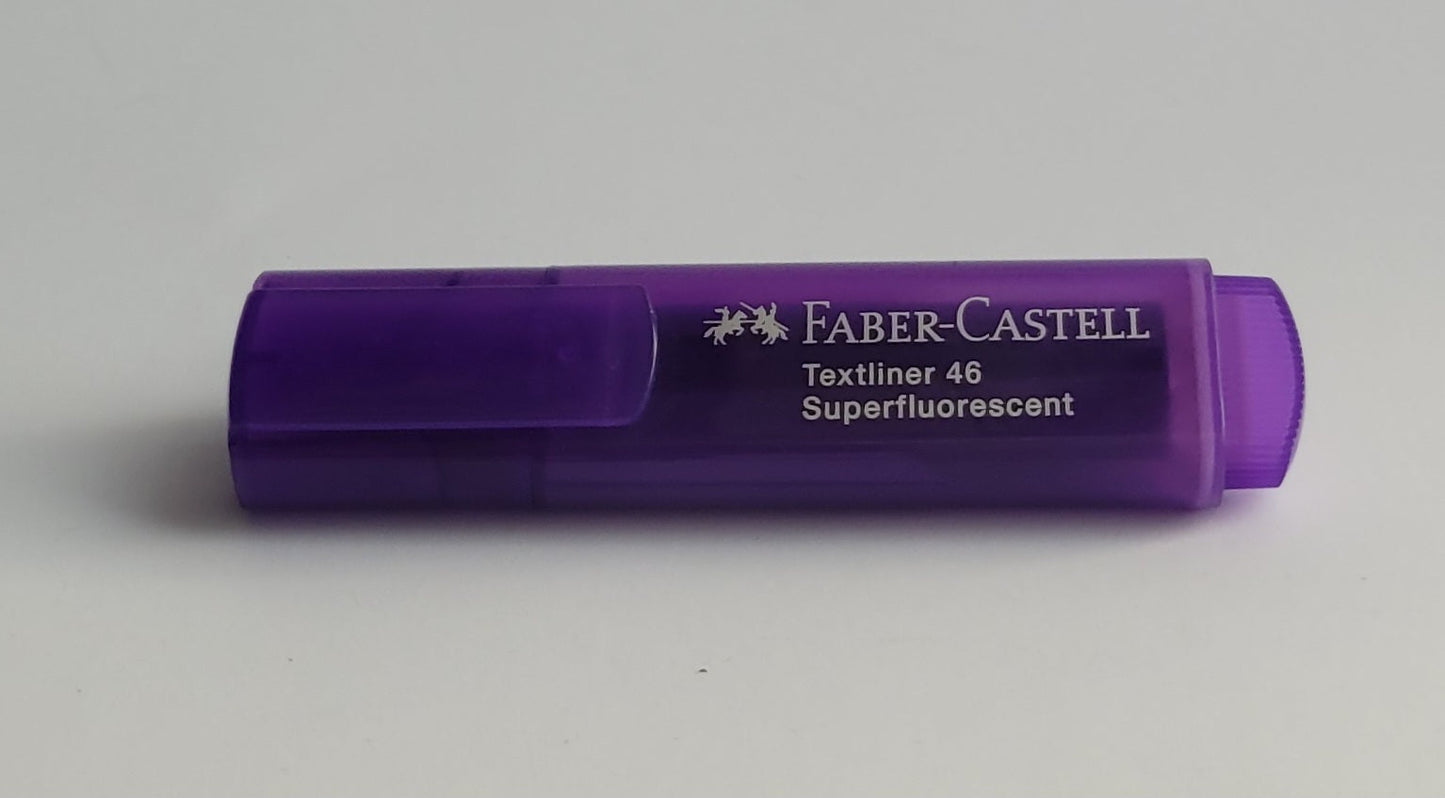 FABER-CASTELL
Textliner 46
Superfluorescent